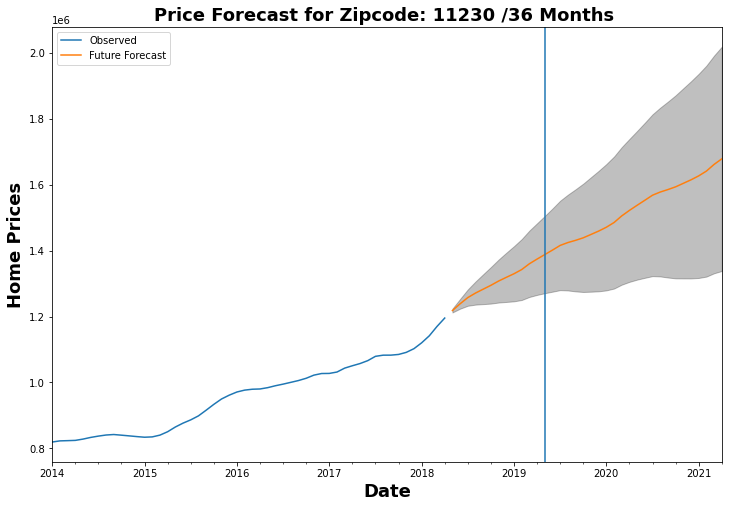 Price Forecast for Zipcode: 11230 /36 Months
1e6
Observed
Future Forecast
2.0
1.8
1.6
1.4
1.2
1.0
0.8
Home Prices
2014 2015 2016 2017 2018 2019 2020 2021
Date